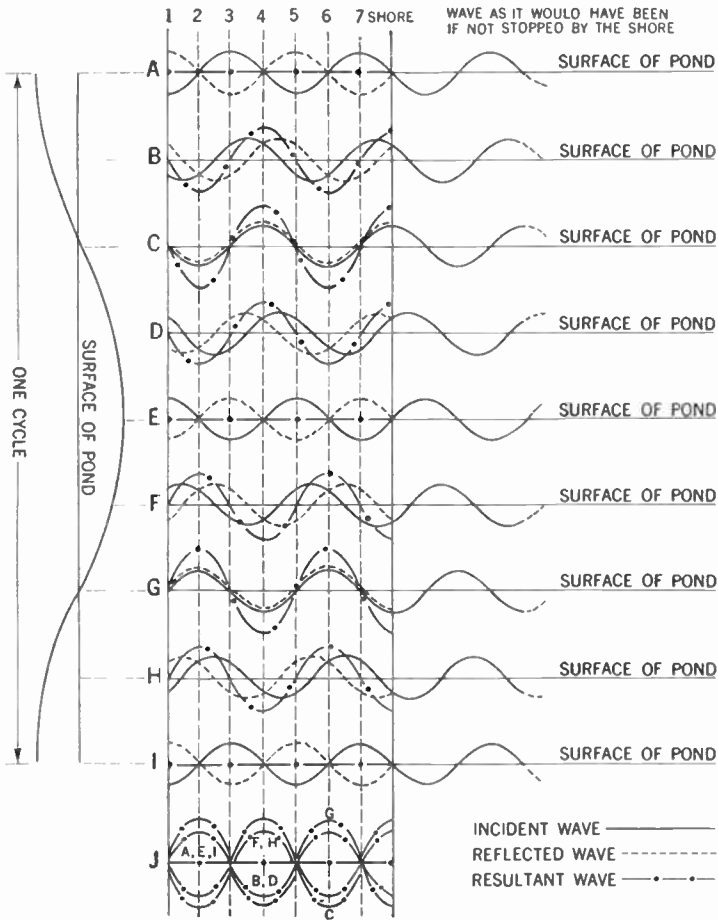 1 2 3 4 5 6 7 SHORE
WAVE AS IT WOULD HAVE BEEN
IF NOT STOPPED BY THE SHORE
A SURFACE OF POND
B SURFACE OF POND
C SURFACE OF POND
D SURFACE OF POND
E SURFACE OF POND
F SURFACE OF POND
G SURFACE OF POND
H SURFACE OF POND
I SURFACE OF POND
ONE CYCLE
SURFACE OF POND
J
G
A, E, I
F, H
B, D
C
INCIDENT WAVE
REFLECTED WAVE
RESULTANT WAVE